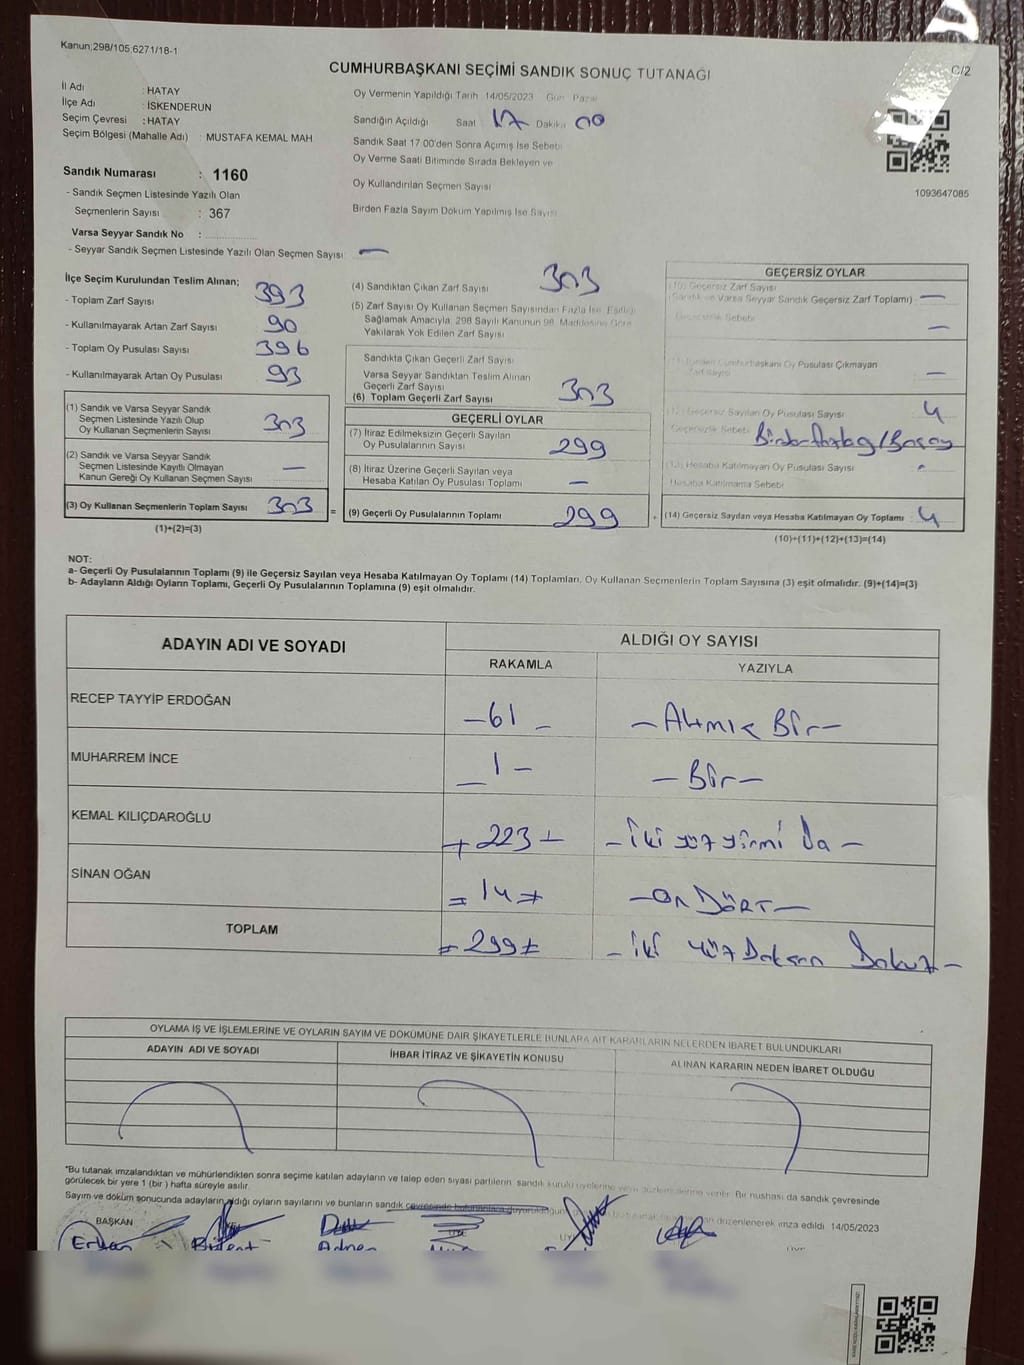 Kanun;298/105;6271/18-1
CUMHURBAŞKANI SEÇİMİ SANDIK SONUÇ TUTANAĞI
C/2
İl Adı : HATAY
İlçe Adı : İSKENDERUN
Seçim Çevresi : HATAY
Seçim Bölgesi (Mahalle Adı) : MUSTAFA KEMAL MAH
Oy Vermenin Yapıldığı Tarih 14/05/2023 Gün Pazar
Sandığın Açıldığı Saat 17 Dakika 00
Sandık Saat 17:00'den Sonra Açımış İse Sebebi
Oy Verme Saati Bitiminde Sırada Bekleyen ve
Oy Kullandırılan Seçmen Sayısı
Birden Fazla Sayım Döküm Yapılmış İse Sayısı
1093647085
Sandık Numarası : 1160
- Sandık Seçmen Listesinde Yazılı Olan
Seçmenlerin Sayısı : 367
Varsa Seyyar Sandık No :
- Seyyar Sandık Seçmen Listesinde Yazılı Olan Seçmen Sayısı: —
İlçe Seçim Kurulundan Teslim Alınan;
- Toplam Zarf Sayısı 393
- Kullanılmayarak Artan Zarf Sayısı 90
- Toplam Oy Pusulası Sayısı 396
- Kullanılmayarak Artan Oy Pusulası 93
(1) Sandık ve Varsa Seyyar Sandık
Seçmen Listesinde Yazılı Olup
Oy Kullanan Seçmenlerin Sayısı 303
(2) Sandık ve Varsa Seyyar Sandık
Seçmen Listesinde Kayıtlı Olmayan
Kanun Gereği Oy Kullanan Seçmen Sayısı —
(3) Oy Kullanan Seçmenlerin Toplam Sayısı 303 =
(1)+(2)=(3)
(4) Sandıktan Çıkan Zarf Sayısı 303
(5) Zarf Sayısı Oy Kullanan Seçmen Sayısından Fazla İse, Eşitliği
Sağlamak Amacıyla; 298 Sayılı Kanunun 98. Maddesine Göre
Yakılarak Yok Edilen Zarf Sayısı
Sandıkta Çıkan Geçerli Zarf Sayısı
Varsa Seyyar Sandıktan Teslim Alınan
Geçerli Zarf Sayısı
(6) Toplam Geçerli Zarf Sayısı 303
GEÇERLİ OYLAR
(7) İtiraz Edilmeksizin Geçerli Sayılan
Oy Pusulalarının Sayısı 299
(8) İtiraz Üzerine Geçerli Sayılan veya
Hesaba Katılan Oy Pusulası Toplamı —
(9) Geçerli Oy Pusulalarının Toplamı 299 +
GEÇERSİZ OYLAR
(10) Geçersiz Zarf Sayısı
(Sandık ve Varsa Seyyar Sandık Geçersiz Zarf Toplamı) —
Geçersizlik Sebebi —
Oy Pusulası Çıkmayan
Zarf Sayısı —
(12) Geçersiz Sayılan Oy Pusulası Sayısı 4
Geçersizlik Sebebi
(13) Hesaba Katılmayan Oy Pusulası Sayısı
Hesaba Katılmama Sebebi
(14) Geçersiz Sayılan veya Hesaba Katılmayan Oy Toplamı 4
(10)+(11)+(12)+(13)=(14)
NOT:
a- Geçerli Oy Pusulalarının Toplamı (9) ile Geçersiz Sayılan veya Hesaba Katılmayan Oy Toplamı (14) Toplamları, Oy Kullanan Seçmenlerin Toplam Sayısına (3) eşit olmalıdır. (9)+(14)=(3)
b- Adayların Aldığı Oyların Toplamı, Geçerli Oy Pusulalarının Toplamına (9) eşit olmalıdır.
ADAYIN ADI VE SOYADI
ALDIĞI OY SAYISI
RAKAMLA YAZIYLA
RECEP TAYYİP ERDOĞAN –61– –Altmış Bir–
MUHARREM İNCE –1– –Bir–
KEMAL KILIÇDAROĞLU 223 –İki yüz yirmi üç–
SİNAN OĞAN =14= –On DÖRT–
TOPLAM =299= –İki yüz Doksan Dokuz–
OYLAMA İŞ VE İŞLEMLERİNE VE OYLARIN SAYIM VE DÖKÜMÜNE DAİR ŞİKAYETLERLE BUNLARA AİT KARARLARIN NELERDEN İBARET BULUNDUKLARI
ADAYIN ADI VE SOYADI İHBAR İTİRAZ VE ŞİKAYETİN KONUSU ALINAN KARARIN NEDEN İBARET OLDUĞU
*Bu tutanak imzalandıktan ve mühürlendikten sonra seçime katılan adayların ve talep eden siyasi partilerin sandık kurulu üyelerine verilir. Bir nushası da sandık çevresinde
görülecek bir yere 1 (bir) hafta süreyle asılır.
Sayım ve döküm sonucunda adayların aldığı oyların sayılarını ve bunların sandık çevresinde düzenlenerek imza edildi 14/05/2023
BAŞKAN
Erkan Bülent Adnan